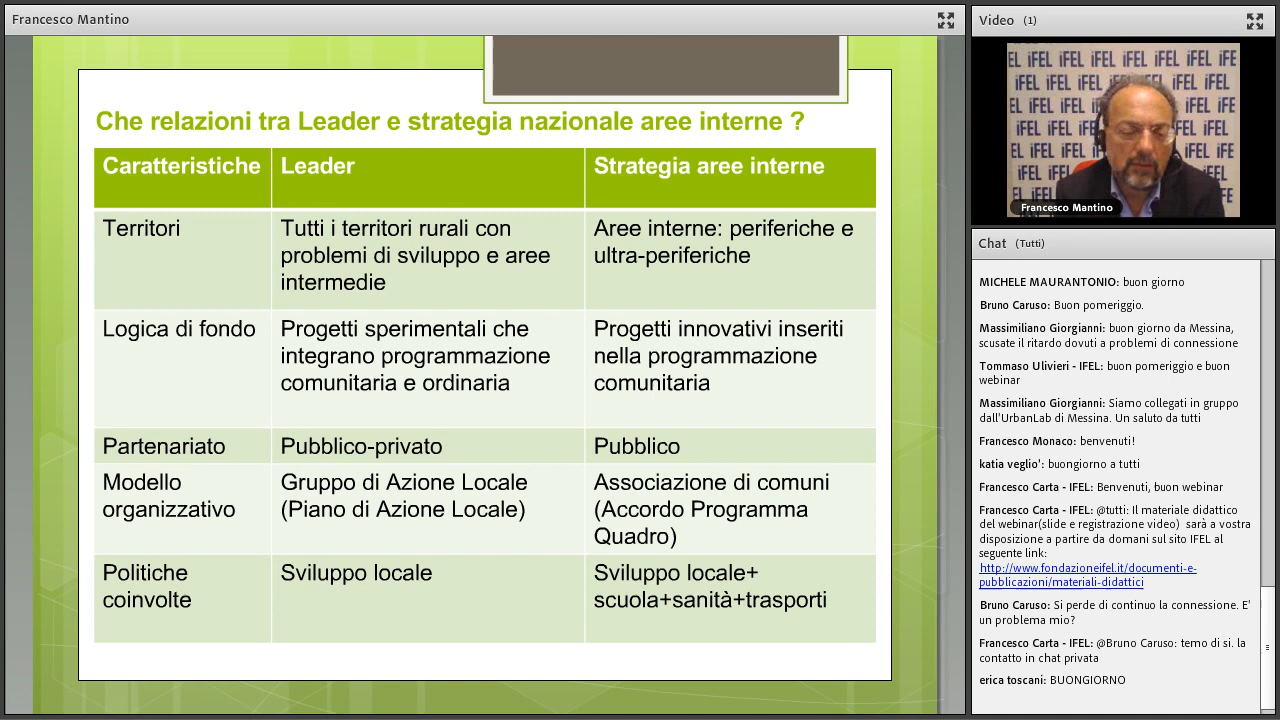 Francesco Mantino
Che relazioni tra Leader e strategia nazionale aree interne ?
Caratteristiche
Leader
Strategia aree interne
Territori
Tutti i territori rurali con
problemi di sviluppo e aree
intermedie
Aree interne: periferiche e
ultra-periferiche
Logica di fondo
Progetti sperimentali che
integrano programmazione
comunitaria e ordinaria
Progetti innovativi inseriti
nella programmazione
comunitaria
Partenariato
Pubblico-privato
Pubblico
Modello
organizzativo
Gruppo di Azione Locale
(Piano di Azione Locale)
Associazione di comuni
(Accordo Programma
Quadro)
Politiche
coinvolte
Sviluppo locale
Sviluppo locale+
scuola+sanità+trasporti
Video (1)
EL iFEL iFEL iFEL iFEL
Francesco Mantino
Chat (Tutti)
MICHELE MAURANTONIO: buon giorno
Bruno Caruso: Buon pomeriggio.
Massimiliano Giorgianni: buon giorno da Messina,
scusate il ritardo dovuti a problemi di connessione
Tommaso Ulivieri - IFEL: buon pomeriggio e buon
webinar
Massimiliano Giorgianni: Siamo collegati in gruppo
dall'UrbanLab di Messina. Un saluto da tutti
Francesco Monaco: benvenuti!
katia veglio': buongiorno a tutti
Francesco Carta - IFEL: Benvenuti, buon webinar
Francesco Carta - IFEL: @tutti: Il materiale didattico
del webinar(slide e registrazione video) sarà a vostra
disposizione a partire da domani sul sito IFEL al
seguente link:
http://www.fondazioneifel.it/documenti-e-
pubblicazioni/materiali-didattici
Bruno Caruso: Si perde di continuo la connessione. E'
un problema mio?
Francesco Carta - IFEL: @Bruno Caruso: temo di si. la
contatto in chat privata
erica toscani: BUONGIORNO